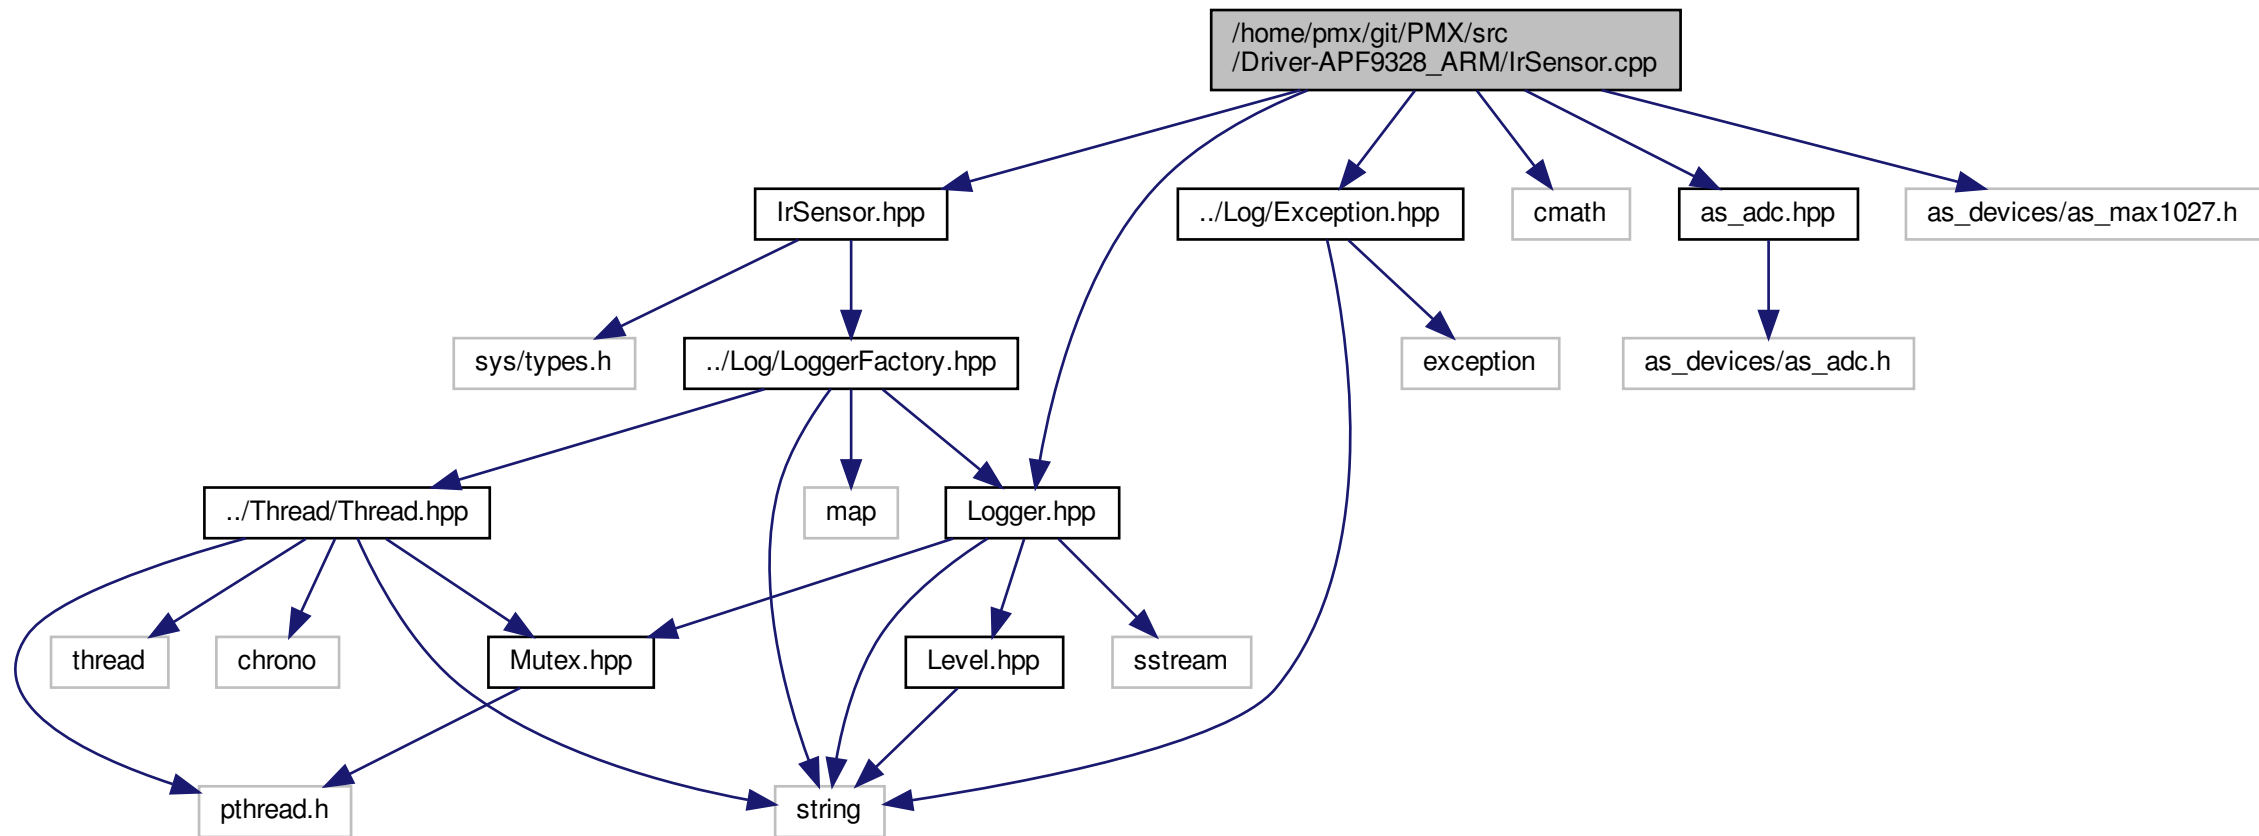 /home/pmx/git/PMX/src
/Driver-APF9328_ARM/IrSensor.cpp
IrSensor.hpp
../Log/Exception.hpp
cmath
as_adc.hpp
as_devices/as_max1027.h
sys/types.h
../Log/LoggerFactory.hpp
exception
as_devices/as_adc.h
../Thread/Thread.hpp
map
Logger.hpp
thread
chrono
Mutex.hpp
Level.hpp
sstream
pthread.h
string